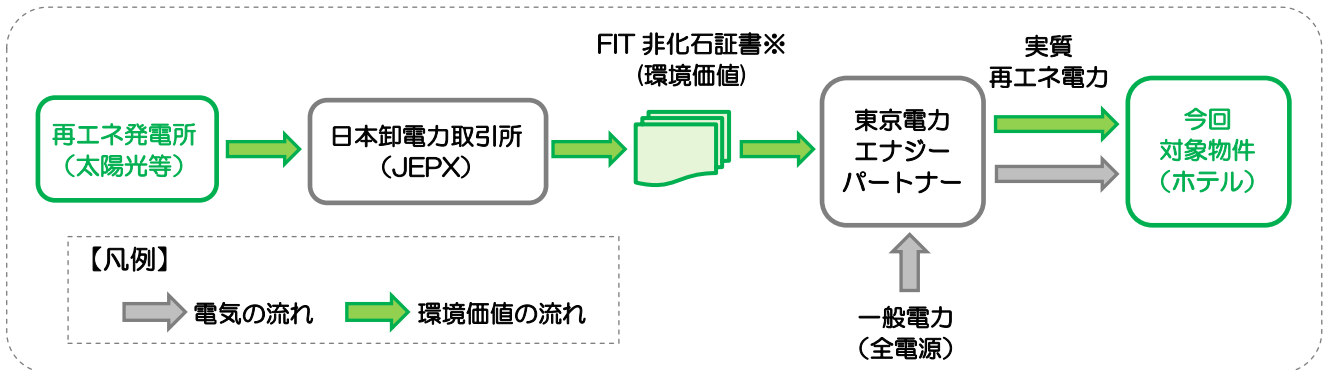 再エネ発電所
（太陽光等）
日本卸電力取引所
（JEPX）
FIT 非化石証書※
(環境価値)
東京電力
エナジー
パートナー
実質
再エネ電力
今回
対象物件
（ホテル）
【凡例】
電気の流れ
環境価値の流れ
一般電力
（全電源）